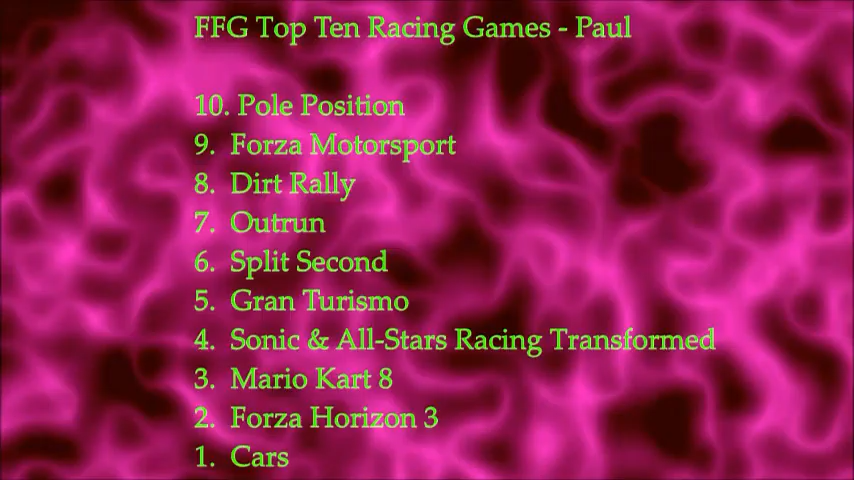 FFG Top Ten Racing Games - Paul
10. Pole Position
9. Forza Motorsport
8. Dirt Rally
7. Outrun
6. Split Second
5. Gran Turismo
4. Sonic & All-Stars Racing Transformed
3. Mario Kart 8
2. Forza Horizon 3
1. Cars